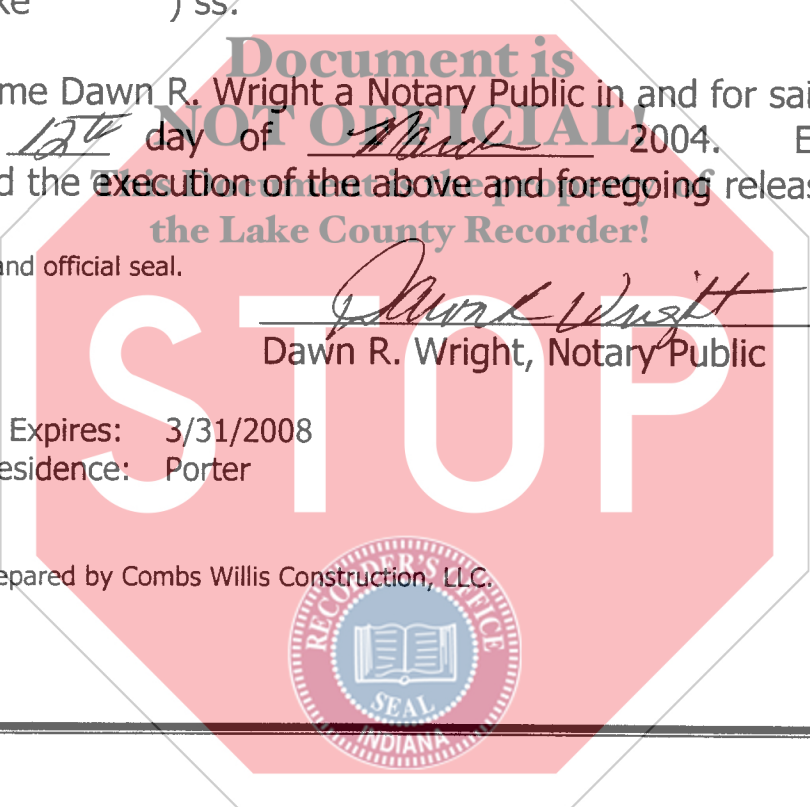 ke ) ss.
Document is
me Dawn R. Wright a Notary Public in and for sai
NOT OFFICIAL!
12th day of March 2004. E
d the execution of the above and foregoing releas
This Document is the property of
the Lake County Recorder!
and official seal.
Dawn R Wright
Dawn R. Wright, Notary Public
STOP
Expires: 3/31/2008
esidence: Porter
epared by Combs Willis Construction, LLC.
RECORDER'S OFFICE
SEAL
INDIANA